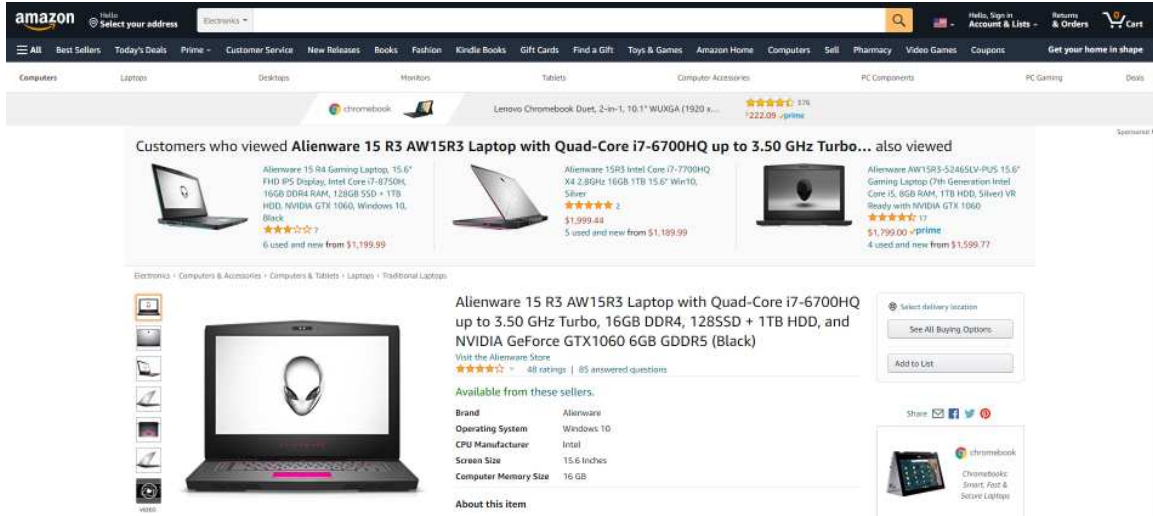 amazon
Hello
Select your address
Electronics
Hello, Sign in
Account & Lists
Returns
& Orders
0
Cart
All Best Sellers Today's Deals Prime Customer Service New Releases Books Fashion Kindle Books Gift Cards Find a Gift Toys & Games Amazon Home Computers Sell Pharmacy Video Games Coupons Get your home in shape
Computers Laptops Desktops Monitors Tablets Computer Accessories PC Components PC Gaming Deals
chromebook
Lenovo Chromebook Duet, 2-in-1, 10.1" WUXGA (1920 x...
376
$222.09 prime
Sponsored
Customers who viewed Alienware 15 R3 AW15R3 Laptop with Quad-Core i7-6700HQ up to 3.50 GHz Turbo... also viewed
Alienware 15 R4 Gaming Laptop, 15.6"
FHD IPS Display, Intel Core i7-8750H,
16GB DDR4 RAM, 128GB SSD + 1TB
HDD, NVIDIA GTX 1060, Windows 10,
Black
7
6 used and new from $1,199.99
Alienware 15R3 Intel Core i7-7700HQ
X4 2.8GHz 16GB 1TB 15.6" Win10,
Silver
2
$1,999.44
5 used and new from $1,189.99
Alienware AW15R3-5246SLV-PUS 15.6"
Gaming Laptop (7th Generation Intel
Core i5, 8GB RAM, 1TB HDD, Silver) VR
Ready with NVIDIA GTX 1060
17
$1,799.00 prime
4 used and new from $1,599.77
Electronics › Computers & Accessories › Computers & Tablets › Laptops › Traditional Laptops
VIDEO
Alienware 15 R3 AW15R3 Laptop with Quad-Core i7-6700HQ
up to 3.50 GHz Turbo, 16GB DDR4, 128SSD + 1TB HDD, and
NVIDIA GeForce GTX1060 6GB GDDR5 (Black)
Visit the Alienware Store
48 ratings | 85 answered questions
Available from these sellers.
Brand Alienware
Operating System Windows 10
CPU Manufacturer Intel
Screen Size 15.6 Inches
Computer Memory Size 16 GB
About this item
Select delivery location
See All Buying Options
Add to List
Share
chromebook
Chromebooks:
Smart, Fast &
Secure Laptops